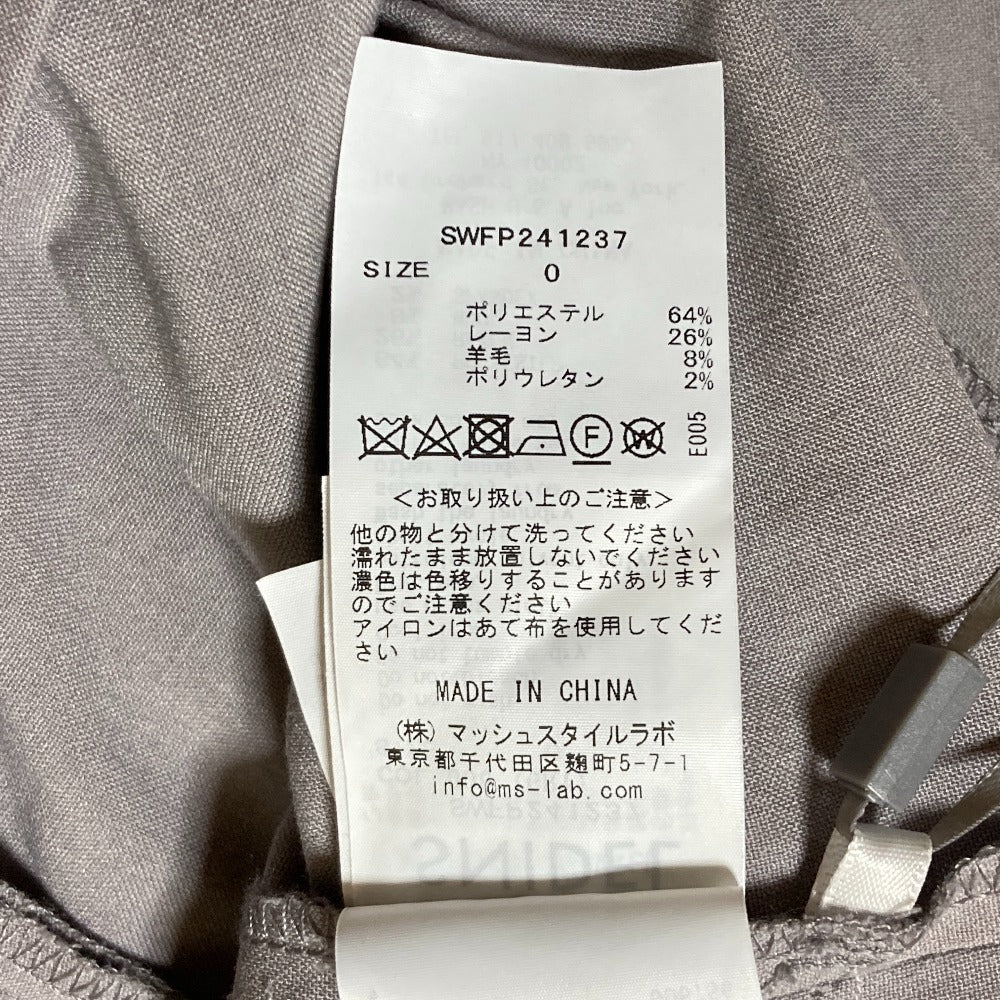 SWFP241237
SIZE 0
ポリエステル 64%
レーヨン 26%
羊毛 8%
ポリウレタン 2%
F W E005
<お取り扱い上のご注意>
他の物と分けて洗ってください
濡れたまま放置しないでください
濃色は色移りすることがあります
のでご注意ください
アイロンはあて布を使用してくだ
さい
MADE IN CHINA
(株)マッシュスタイルラボ
東京都千代田区麹町5-7-1
info@ms-lab.com
SNIDEL